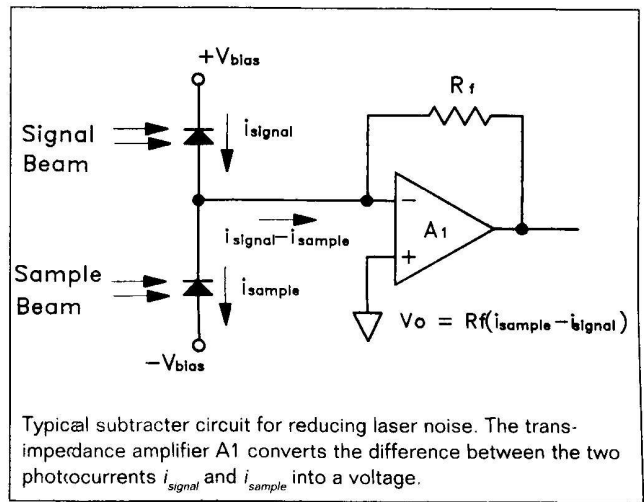 +Vbias
Rf
Signal
Beam
isignal
−
A1
+
isignal−isample
Sample
Beam
isample
−Vbias
Vo = Rf(isample−isignal)
Typical subtracter circuit for reducing laser noise. The trans-
impedance amplifier A1 converts the difference between the two
photocurrents isignal and isample into a voltage.